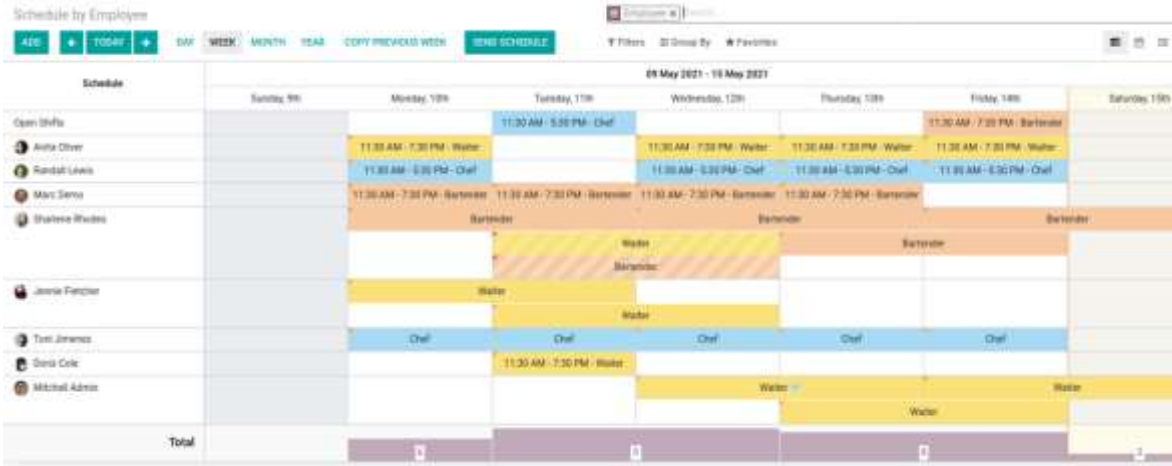 Schedule by Employee
Employee x Search...
ADD TODAY DAY WEEK MONTH YEAR COPY PREVIOUS WEEK SEND SCHEDULE Filters Group By Favorites
Schedule
09 May 2021 - 15 May 2021
Sunday, 9th Monday, 10th Tuesday, 11th Wednesday, 12th Thursday, 13th Friday, 14th Saturday, 15th
Open Shifts 11:30 AM - 5:30 PM - Chef 11:30 AM - 7:30 PM - Bartender
Anita Oliver 11:30 AM - 7:30 PM - Waiter 11:30 AM - 7:30 PM - Waiter 11:30 AM - 7:30 PM - Waiter 11:30 AM - 7:30 PM - Waiter
Randall Lewis 11:30 AM - 5:30 PM - Chef 11:30 AM - 5:30 PM - Chef 11:30 AM - 5:30 PM - Chef 11:30 AM - 5:30 PM - Chef
Marc Demo 11:30 AM - 7:30 PM - Bartender 11:30 AM - 7:30 PM - Bartender 11:30 AM - 7:30 PM - Bartender 11:30 AM - 7:30 PM - Bartender
Sharlene Rhodes Bartender Bartender Bartender
Waiter Bartender
Bartender
Jennie Fletcher Waiter
Waiter
Toni Jimenez Chef Chef Chef Chef Chef
Doris Cole 11:30 AM - 7:30 PM - Waiter
Mitchell Admin Waiter Waiter
Waiter
Total